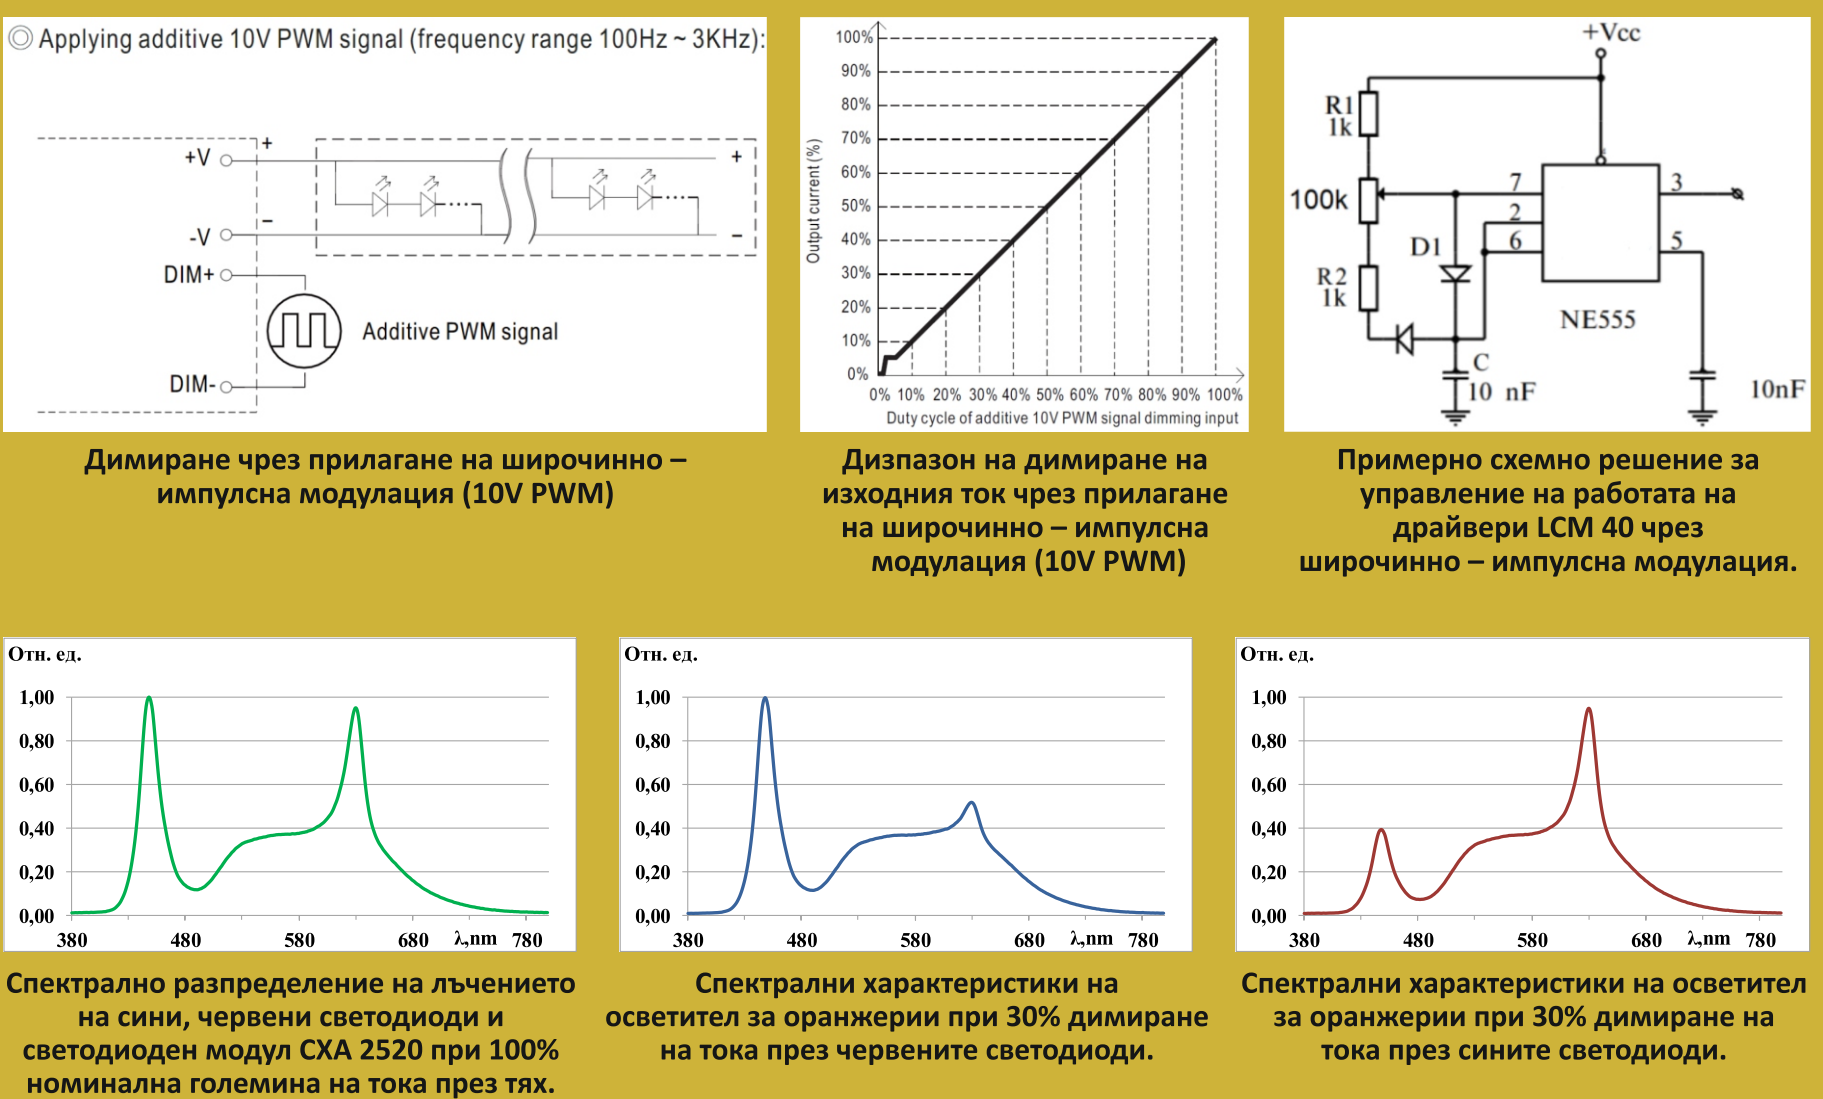 ◎ Applying additive 10V PWM signal (frequency range 100Hz ~ 3KHz):
+V
+
+
-V
−
−
DIM+
Additive PWM signal
DIM-
Димиране чрез прилагане на широчинно –
импулсна модулация (10V PWM)
Output current (%)
100%
90%
80%
70%
60%
50%
40%
30%
20%
10%
0%
0% 10% 20% 30% 40% 50% 60% 70% 80% 90% 100%
Duty cycle of additive 10V PWM signal dimming input
Дизпазон на димиране на
изходния ток чрез прилагане
на широчинно – импулсна
модулация (10V PWM)
+Vcc
R1
1k
100k
7
3
2
D1
6
5
R2
1k
NE555
C
10 nF
10nF
Примерно схемно решение за
управление на работата на
драйвери LCM 40 чрез
широчинно – импулсна модулация.
Отн. ед.
1,00
0,80
0,60
0,40
0,20
0,00
380 480 580 680 λ,nm 780
Спектрално разпределение на лъчението
на сини, червени светодиоди и
светодиоден модул CXA 2520 при 100%
номинална големина на тока през тях.
Отн. ед.
1,00
0,80
0,60
0,40
0,20
0,00
380 480 580 680 λ,nm 780
Спектрални характеристики на
осветител за оранжерии при 30% димиране
на тока през червените светодиоди.
Отн. ед.
1,00
0,80
0,60
0,40
0,20
0,00
380 480 580 680 λ,nm 780
Спектрални характеристики на осветител
за оранжерии при 30% димиране на
тока през сините светодиоди.